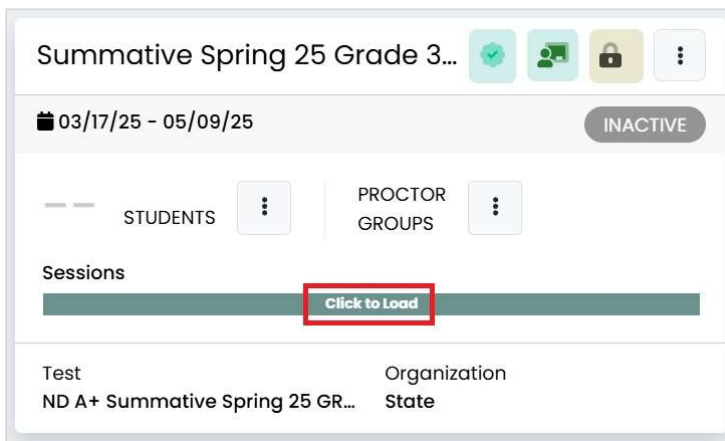 Summative Spring 25 Grade 3...
03/17/25 - 05/09/25
INACTIVE
STUDENTS
PROCTOR
GROUPS
Sessions
Click to Load
Test
Organization
ND A+ Summative Spring 25 GR...
State